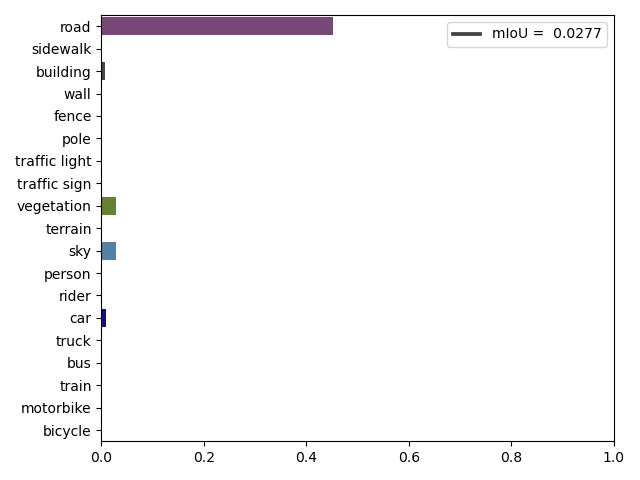 road
mIoU =  0.0277
sidewalk
building
wall
fence
pole
traffic light
traffic sign
vegetation
terrain
sky
person
rider
car
truck
bus
train
motorbike
bicycle
0.0 0.2 0.4 0.6 0.8 1.0